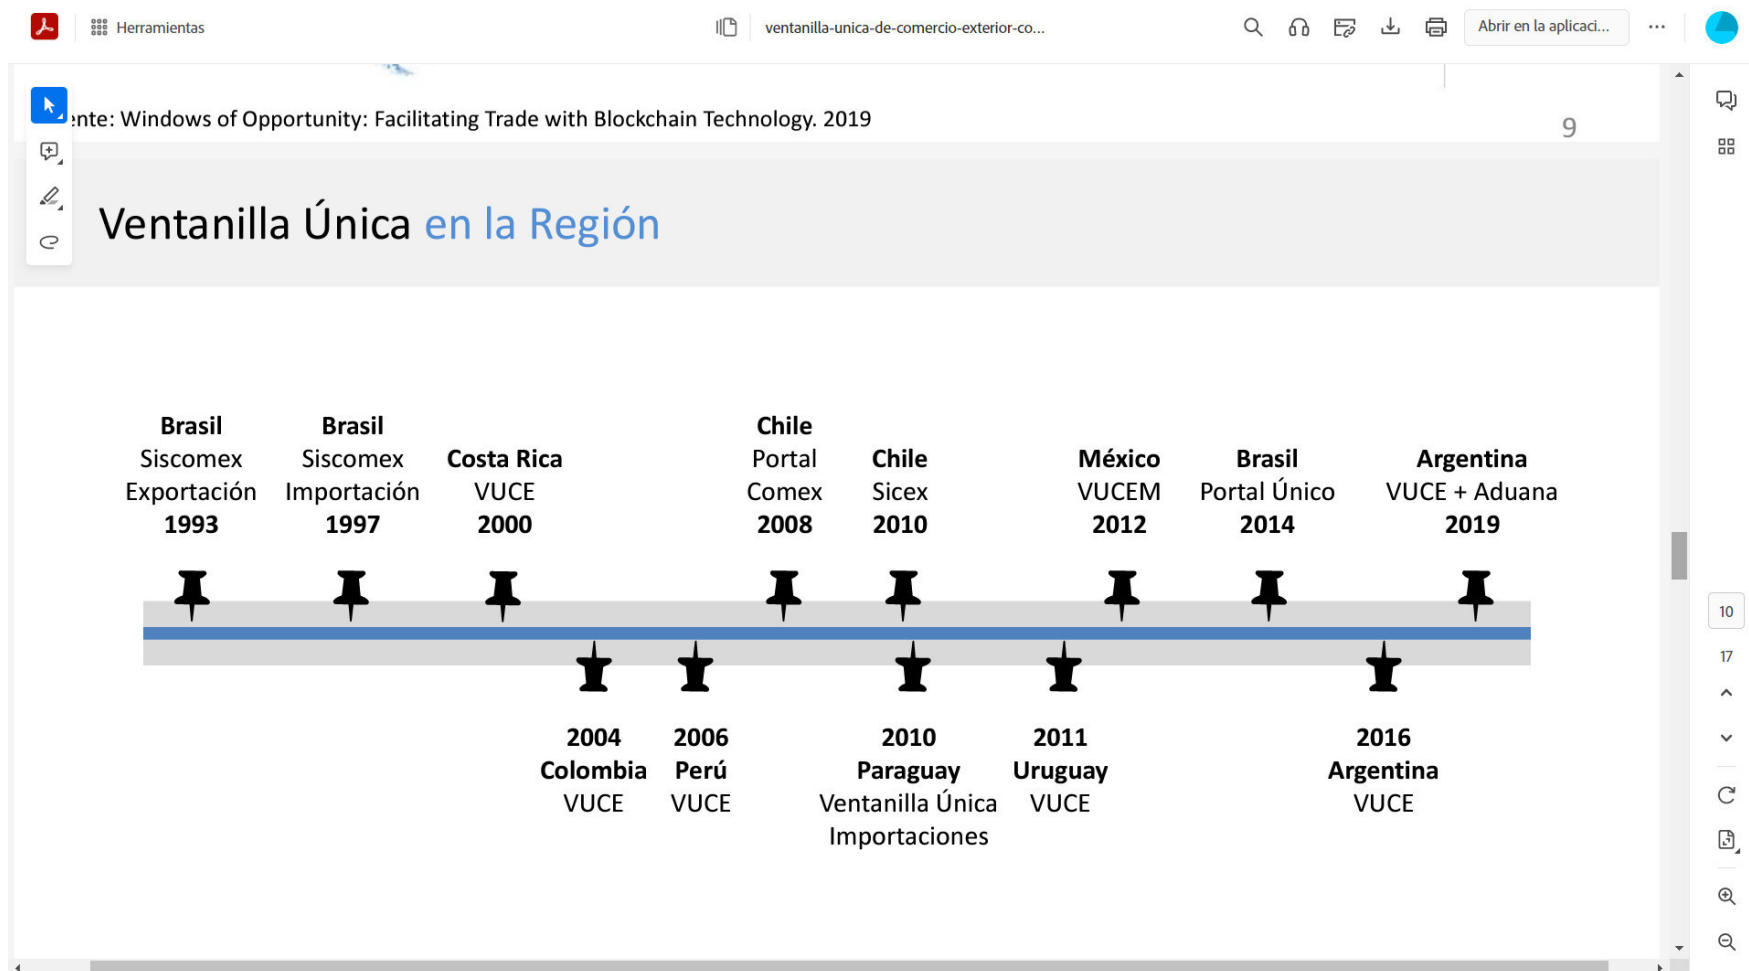 Herramientas
ventanilla-unica-de-comercio-exterior-co...
Abrir en la aplicaci...
ente: Windows of Opportunity: Facilitating Trade with Blockchain Technology. 2019
9
Ventanilla Única en la Región
Brasil
Siscomex
Exportación
1993
Brasil
Siscomex
Importación
1997
Costa Rica
VUCE
2000
Chile
Portal
Comex
2008
Chile
Sicex
2010
México
VUCEM
2012
Brasil
Portal Único
2014
Argentina
VUCE + Aduana
2019
2004
Colombia
VUCE
2006
Perú
VUCE
2010
Paraguay
Ventanilla Única
Importaciones
2011
Uruguay
VUCE
2016
Argentina
VUCE
10
17